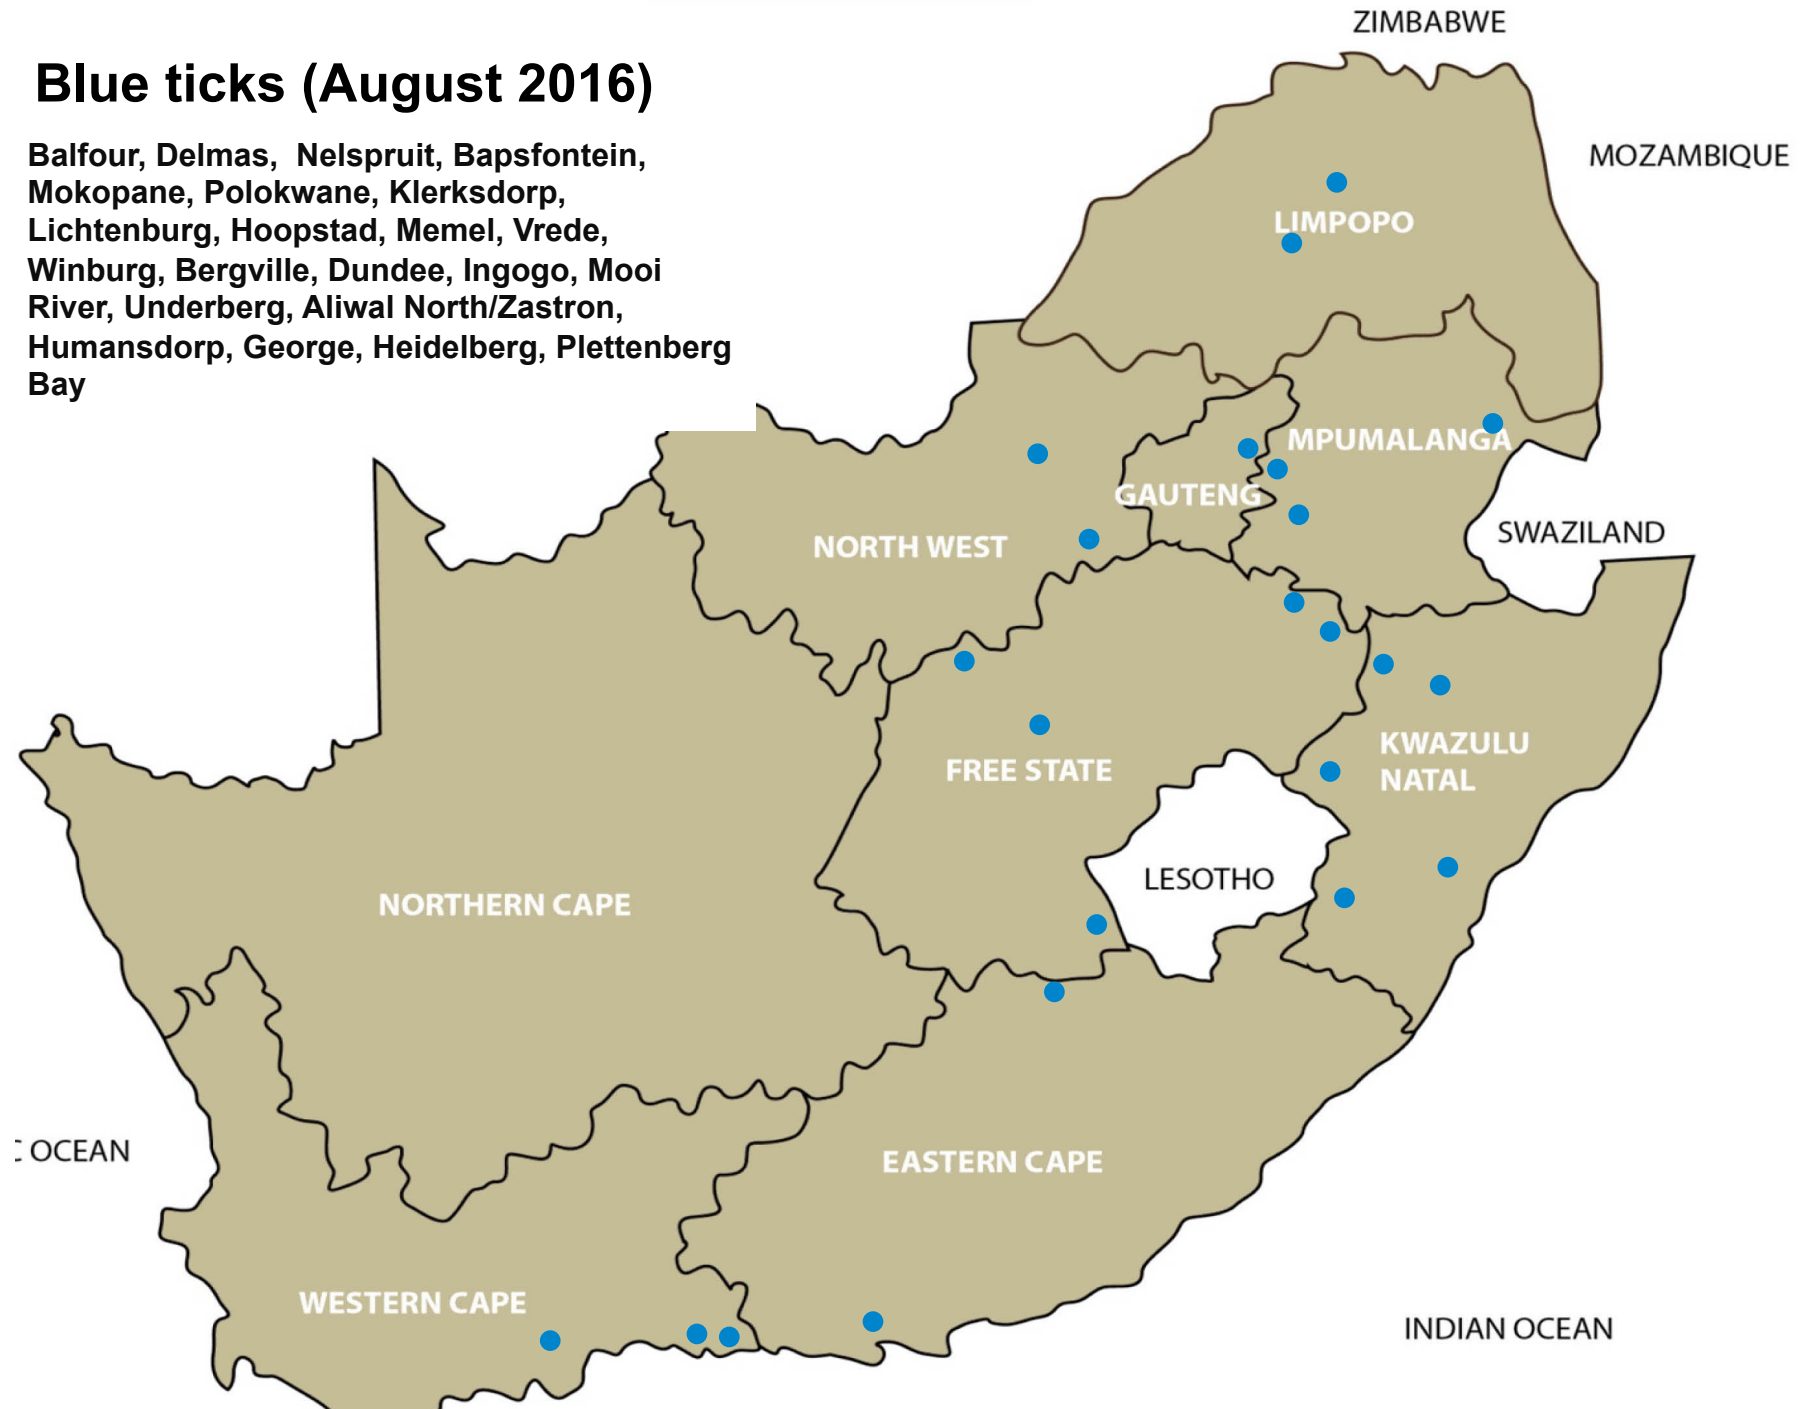 ZIMBABWE
Blue ticks (August 2016)
Balfour, Delmas, Nelspruit, Bapsfontein,
Mokopane, Polokwane, Klerksdorp,
Lichtenburg, Hoopstad, Memel, Vrede,
Winburg, Bergville, Dundee, Ingogo, Mooi
River, Underberg, Aliwal North/Zastron,
Humansdorp, George, Heidelberg, Plettenberg
Bay
MOZAMBIQUE
LIMPOPO
MPUMALANGA
GAUTENG
SWAZILAND
NORTH WEST
KWAZULU
NATAL
FREE STATE
LESOTHO
NORTHERN CAPE
C OCEAN
EASTERN CAPE
WESTERN CAPE
INDIAN OCEAN